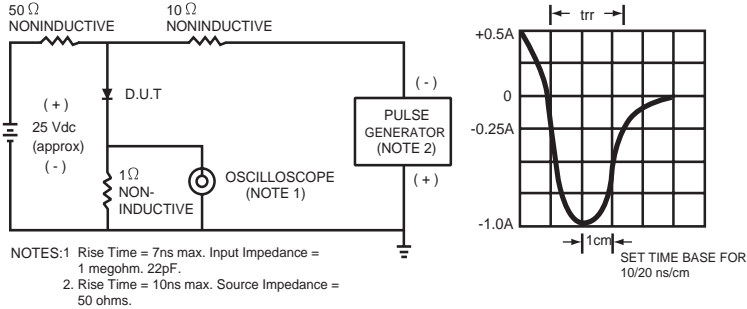 50 Ω
NONINDUCTIVE
10 Ω
NONINDUCTIVE
( + )
25 Vdc
(approx)
( - )
D.U.T
1Ω
NON-
INDUCTIVE
OSCILLOSCOPE
(NOTE 1)
( - )
PULSE
GENERATOR
(NOTE 2)
( + )
trr
+0.5A
0
-0.25A
-1.0A
1cm
SET TIME BASE FOR
10/20 ns/cm
NOTES:1 Rise Time = 7ns max. Input Impedance =
1 megohm. 22pF.
2. Rise Time = 10ns max. Source Impedance =
50 ohms.